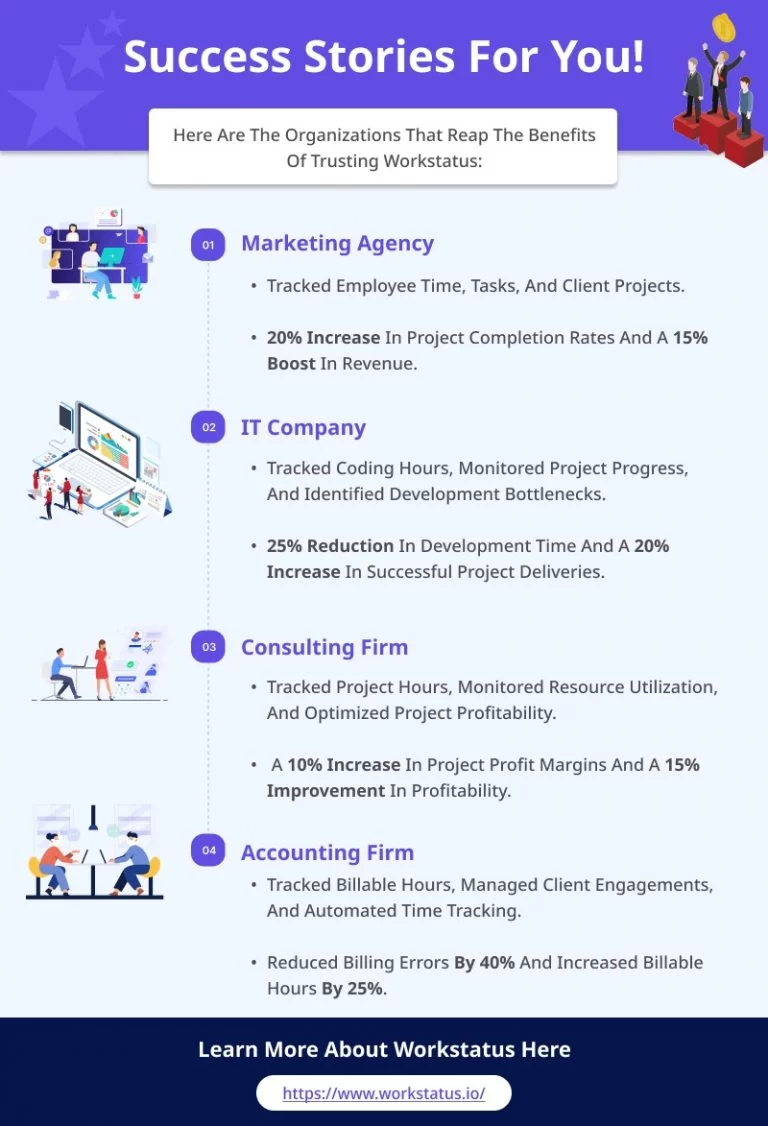 Success Stories For You!
Here Are The Organizations That Reap The Benefits
Of Trusting Workstatus:
01
Marketing Agency
• Tracked Employee Time, Tasks, And Client Projects.
• 20% Increase In Project Completion Rates And A 15%
Boost In Revenue.
02
IT Company
• Tracked Coding Hours, Monitored Project Progress,
And Identified Development Bottlenecks.
• 25% Reduction In Development Time And A 20%
Increase In Successful Project Deliveries.
03
Consulting Firm
• Tracked Project Hours, Monitored Resource Utilization,
And Optimized Project Profitability.
• A 10% Increase In Project Profit Margins And A 15%
Improvement In Profitability.
04
Accounting Firm
• Tracked Billable Hours, Managed Client Engagements,
And Automated Time Tracking.
• Reduced Billing Errors By 40% And Increased Billable
Hours By 25%.
Learn More About Workstatus Here
https://www.workstatus.io/